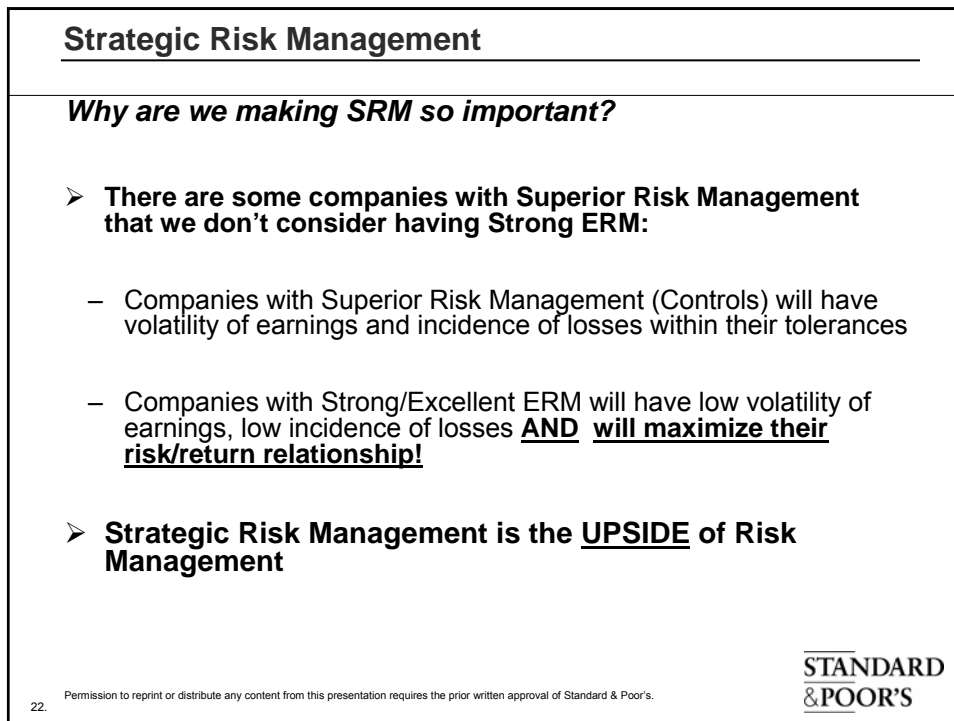 Strategic Risk Management
Why are we making SRM so important?
➢ There are some companies with Superior Risk Management
that we don’t consider having Strong ERM:
– Companies with Superior Risk Management (Controls) will have
volatility of earnings and incidence of losses within their tolerances
– Companies with Strong/Excellent ERM will have low volatility of
earnings, low incidence of losses AND will maximize their
risk/return relationship!
➢ Strategic Risk Management is the UPSIDE of Risk
Management
Permission to reprint or distribute any content from this presentation requires the prior written approval of Standard & Poor’s.
22.
STANDARD
&POOR’S